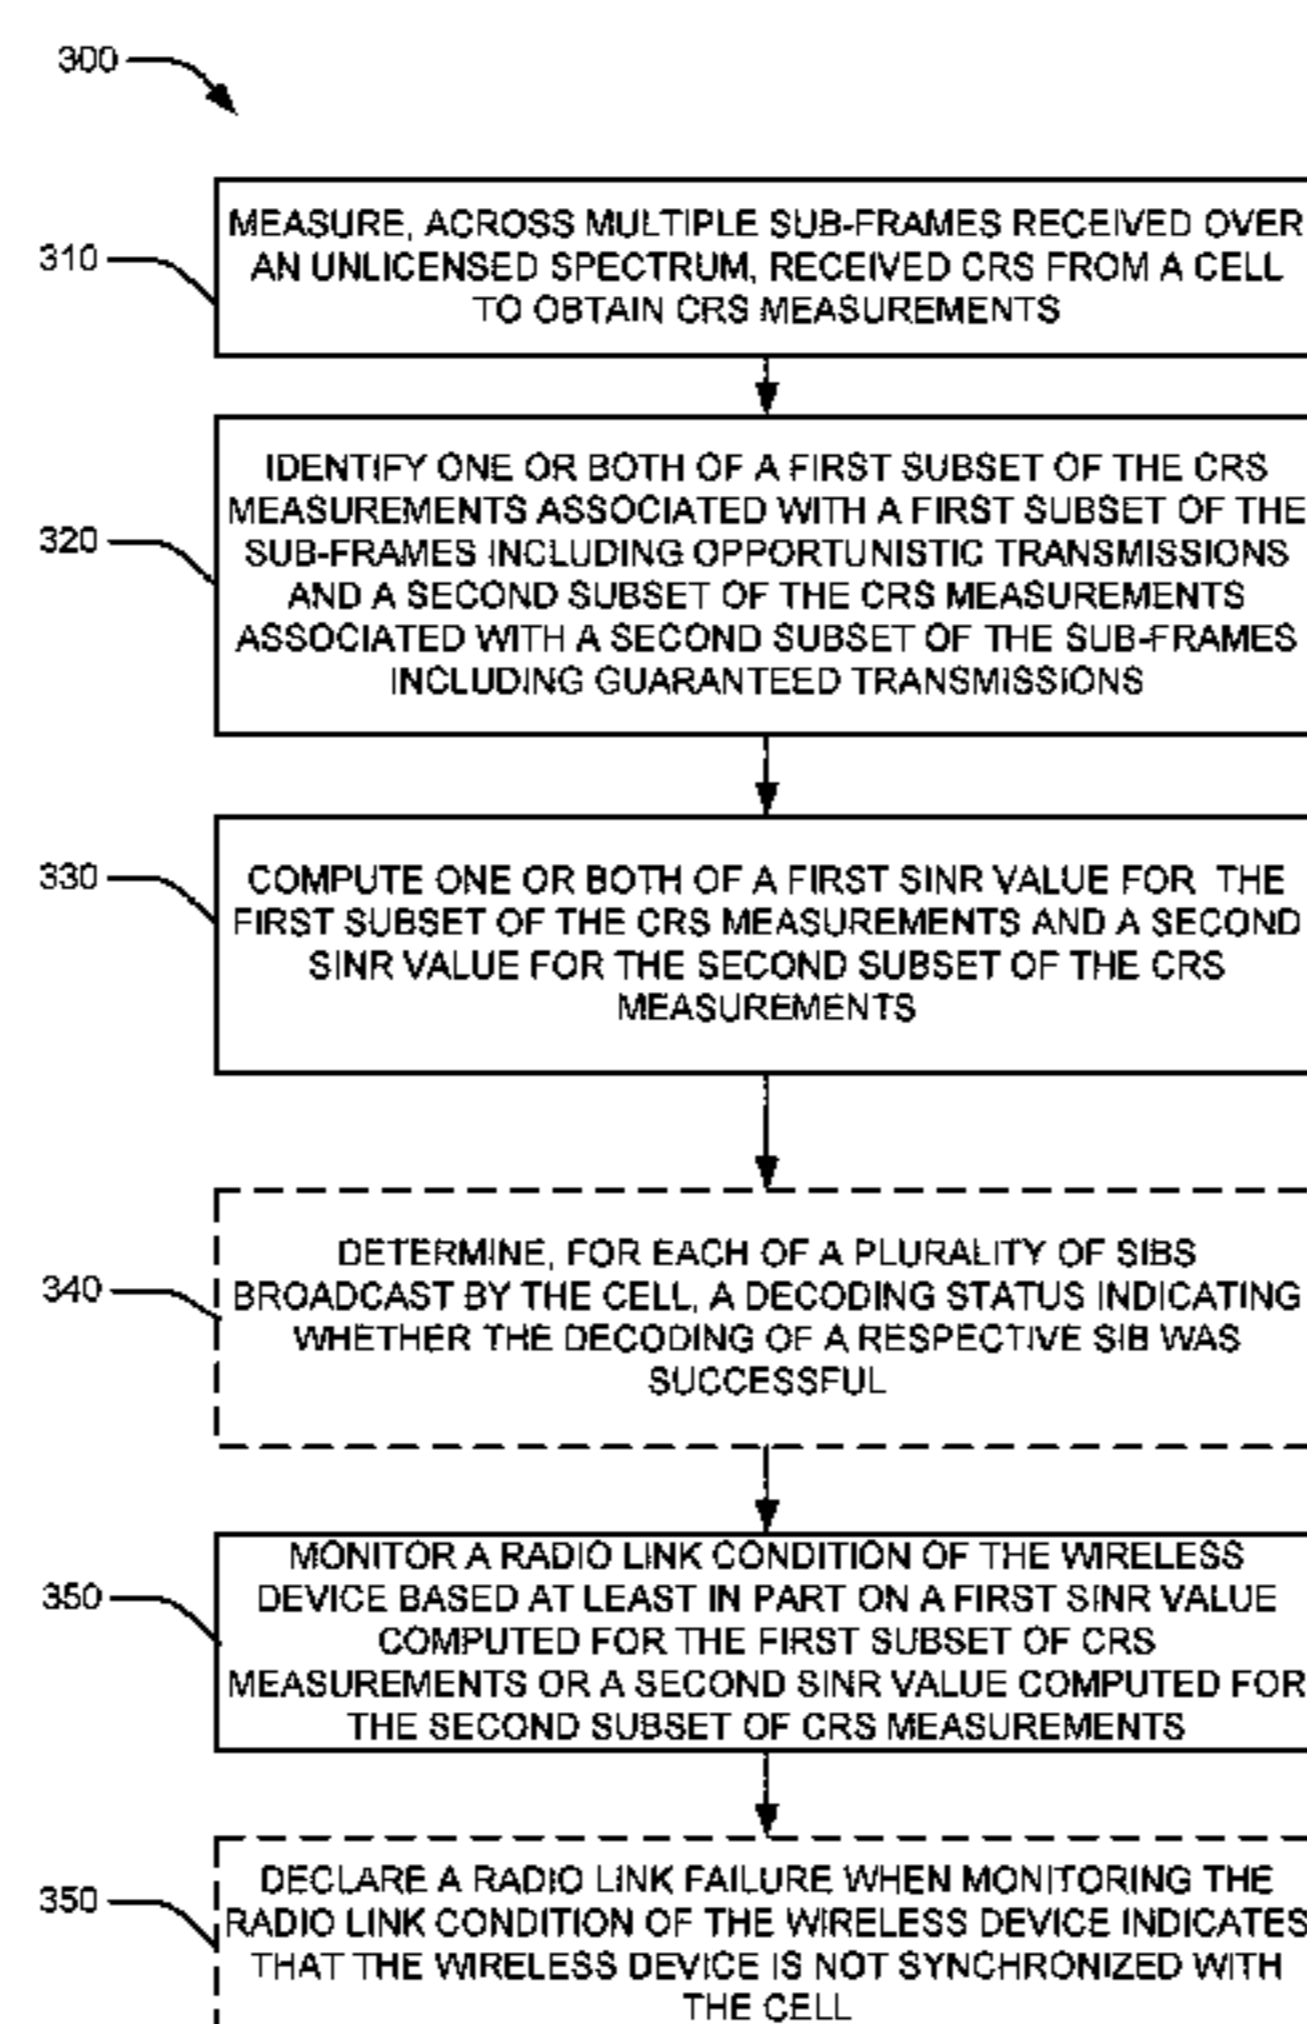 300
310
MEASURE, ACROSS MULTIPLE SUB-FRAMES RECEIVED OVER
AN UNLICENSED SPECTRUM, RECEIVED CRS FROM A CELL
TO OBTAIN CRS MEASUREMENTS
320
IDENTIFY ONE OR BOTH OF A FIRST SUBSET OF THE CRS
MEASUREMENTS ASSOCIATED WITH A FIRST SUBSET OF THE
SUB-FRAMES INCLUDING OPPORTUNISTIC TRANSMISSIONS
AND A SECOND SUBSET OF THE CRS MEASUREMENTS
ASSOCIATED WITH A SECOND SUBSET OF THE SUB-FRAMES
INCLUDING GUARANTEED TRANSMISSIONS
330
COMPUTE ONE OR BOTH OF A FIRST SINR VALUE FOR THE
FIRST SUBSET OF THE CRS MEASUREMENTS AND A SECOND
SINR VALUE FOR THE SECOND SUBSET OF THE CRS
MEASUREMENTS
340
DETERMINE, FOR EACH OF A PLURALITY OF SIBS
BROADCAST BY THE CELL, A DECODING STATUS INDICATING
WHETHER THE DECODING OF A RESPECTIVE SIB WAS
SUCCESSFUL
350
MONITOR A RADIO LINK CONDITION OF THE WIRELESS
DEVICE BASED AT LEAST IN PART ON A FIRST SINR VALUE
COMPUTED FOR THE FIRST SUBSET OF CRS
MEASUREMENTS OR A SECOND SINR VALUE COMPUTED FOR
THE SECOND SUBSET OF CRS MEASUREMENTS
350
DECLARE A RADIO LINK FAILURE WHEN MONITORING THE
RADIO LINK CONDITION OF THE WIRELESS DEVICE INDICATES
THAT THE WIRELESS DEVICE IS NOT SYNCHRONIZED WITH
THE CELL